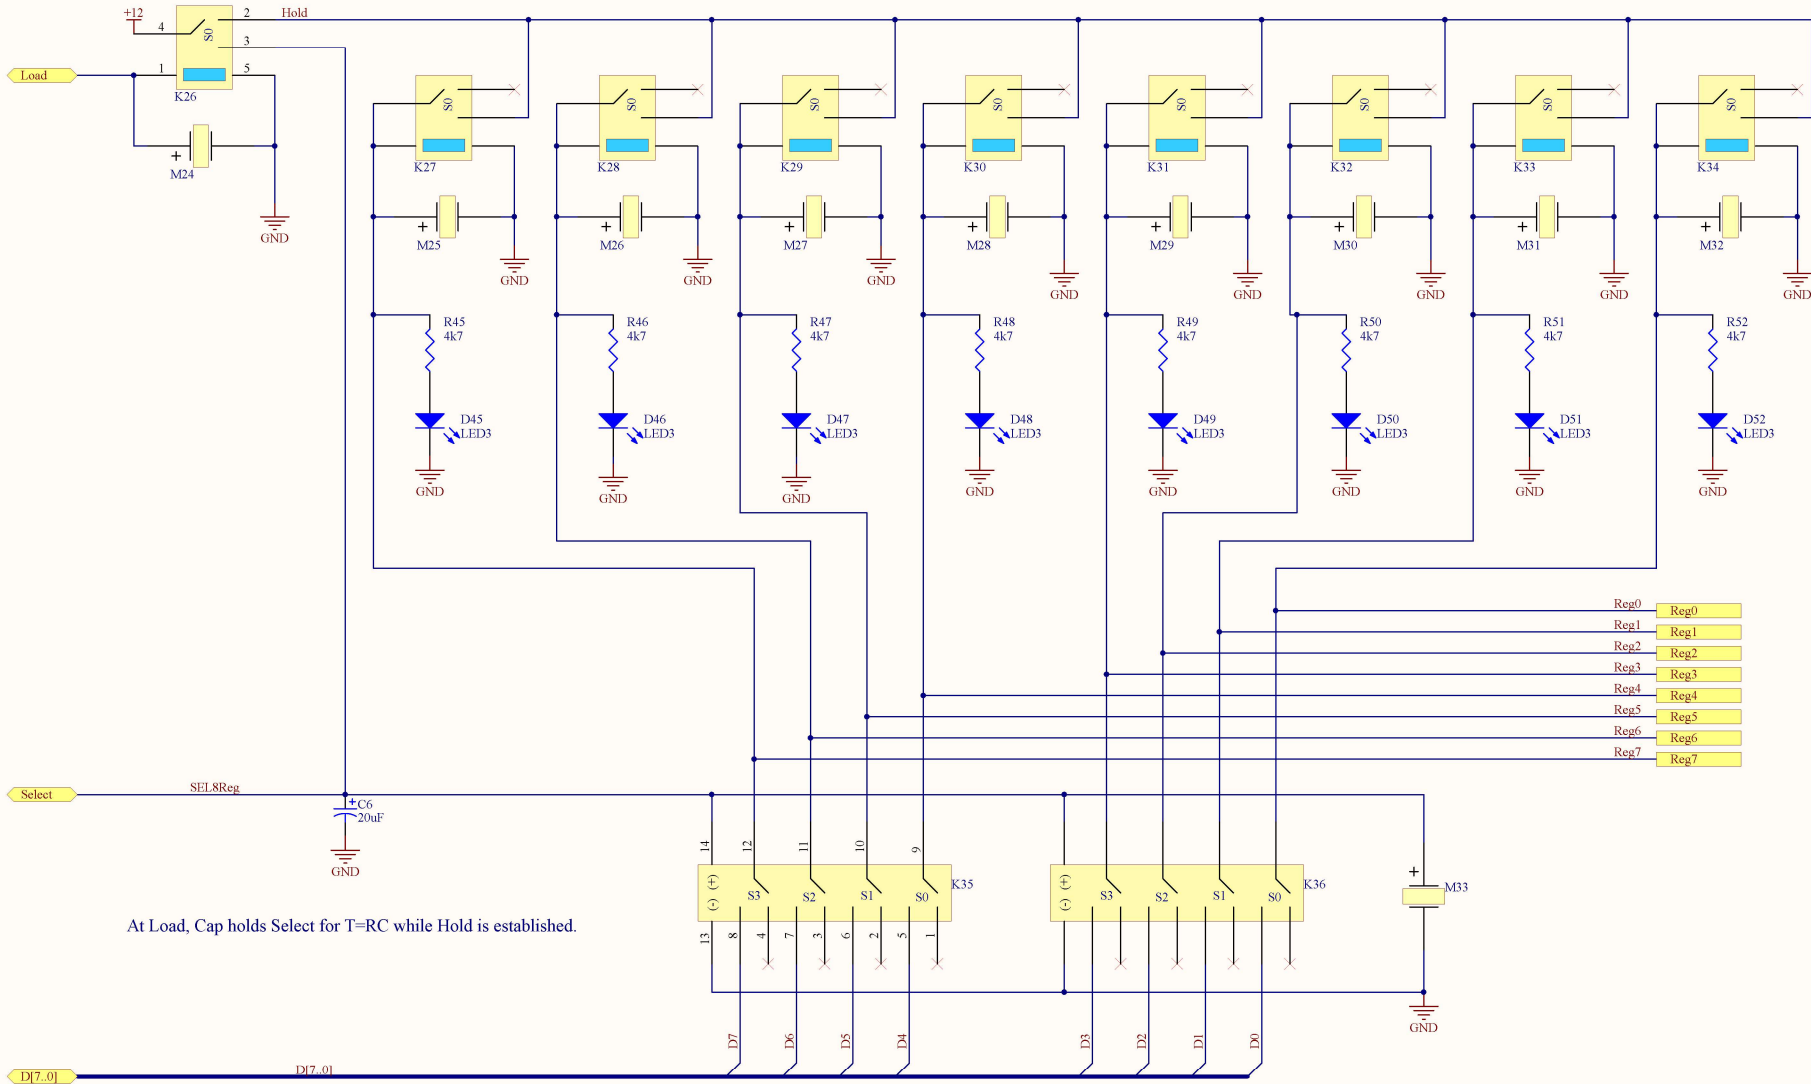 +12 2 Hold
4 S0
3
Load 1 5
K26
M24 +
GND
S0 S0 S0 S0 S0 S0 S0 S0
K27 K28 K29 K30 K31 K32 K33 K34
+ + + + + + + +
M25 M26 M27 M28 M29 M30 M31 M32
GND GND GND GND GND GND GND GND
R45 R46 R47 R48 R49 R50 R51 R52
4k7 4k7 4k7 4k7 4k7 4k7 4k7 4k7
D45 D46 D47 D48 D49 D50 D51 D52
LED3 LED3 LED3 LED3 LED3 LED3 LED3 LED3
GND GND GND GND GND GND GND GND
Reg0 Reg0
Reg1 Reg1
Reg2 Reg2
Reg3 Reg3
Reg4 Reg4
Reg5 Reg5
Reg6 Reg6
Reg7 Reg7
Select SEL8Reg
+ C6
20uF
GND
14 12 11 10 9
(+) S3 S2 S1 S0 K35
(-)
(+) S3 S2 S1 S0 K36
(-)
+ M33
13 8 4 7 3 6 2 5 1
At Load, Cap holds Select for T=RC while Hold is established.
GND
D7 D6 D5 D4 D3 D2 D1 D0
D[7..0] D[7..0]